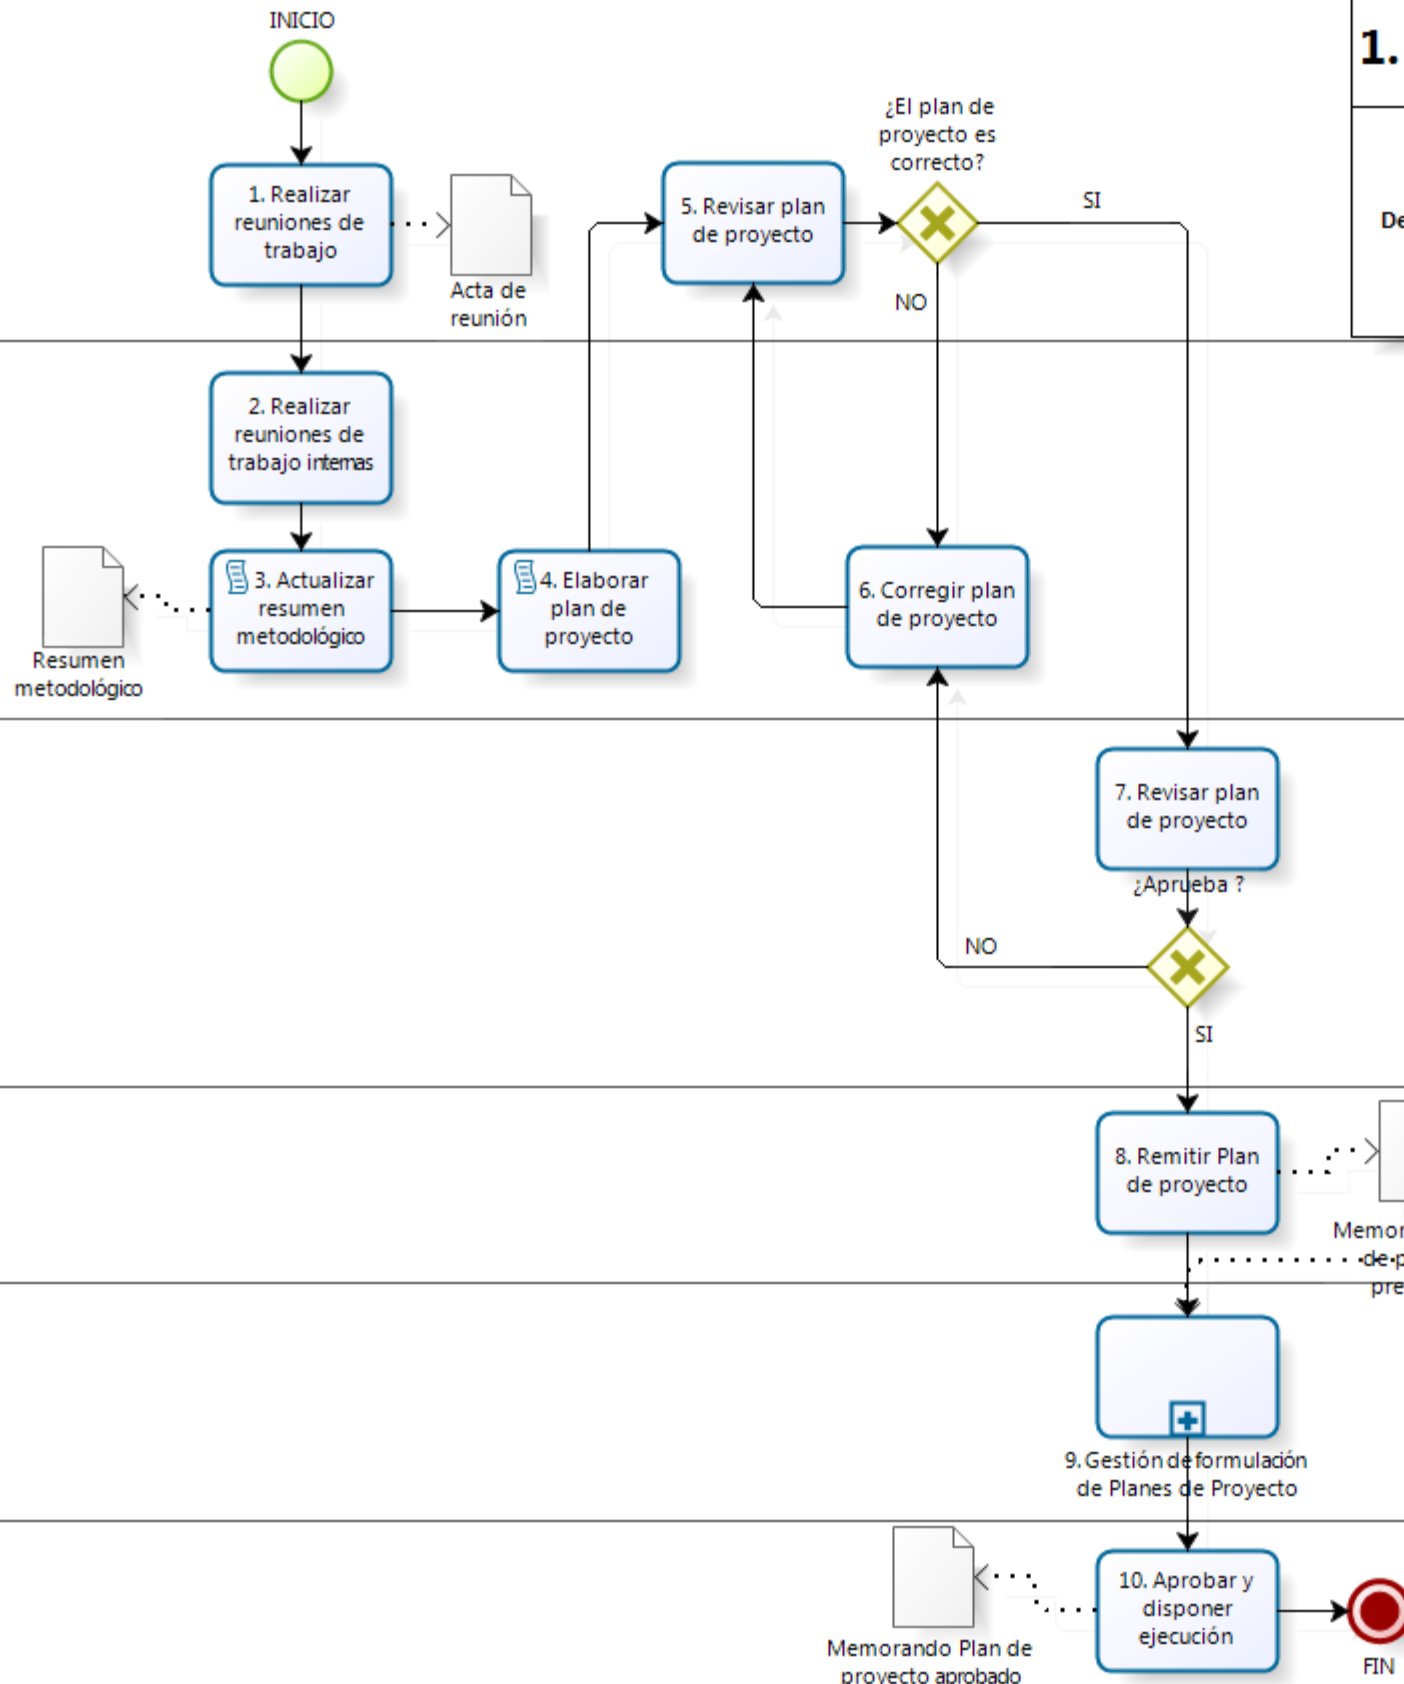 INICIO
1.
¿El plan de
proyecto es
correcto?
1. Realizar
reuniones de
trabajo
Acta de
reunión
5. Revisar plan
de proyecto
SI
NO
2. Realizar
reuniones de
trabajo internas
3. Actualizar
resumen
metodológico
Resumen
metodológico
4. Elaborar
plan de
proyecto
6. Corregir plan
de proyecto
7. Revisar plan
de proyecto
¿Aprueba ?
NO
SI
8. Remitir Plan
de proyecto
9. Gestión de formulación
de Planes de Proyecto
10. Aprobar y
disponer
ejecución
Memorando Plan de
proyecto aprobado
FIN